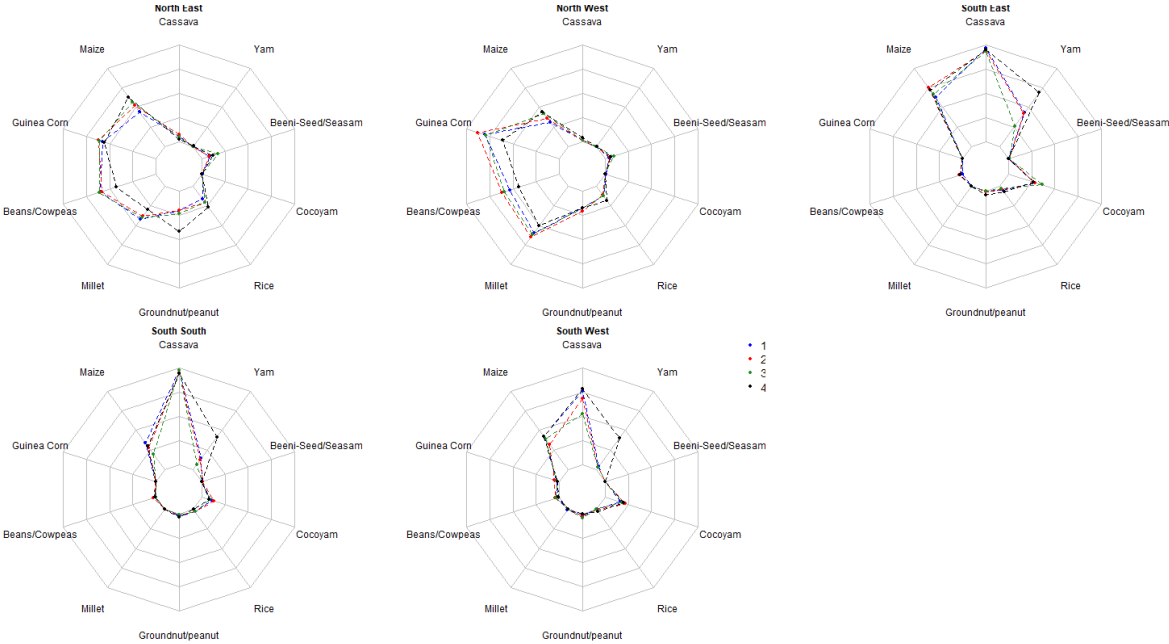 North East
Cassava
Maize
Yam
Guinea Corn
Beeni-Seed/Seasam
Beans/Cowpeas
Cocoyam
Millet
Rice
Groundnut/peanut
North West
Cassava
Maize
Yam
Guinea Corn
Beeni-Seed/Seasam
Beans/Cowpeas
Cocoyam
Millet
Rice
Groundnut/peanut
South East
Cassava
Maize
Yam
Guinea Corn
Beeni-Seed/Seasam
Beans/Cowpeas
Cocoyam
Millet
Rice
Groundnut/peanut
South South
Cassava
Maize
Yam
Guinea Corn
Beeni-Seed/Seasam
Beans/Cowpeas
Cocoyam
Millet
Rice
Groundnut/peanut
South West
Cassava
Maize
Yam
Guinea Corn
Beeni-Seed/Seasam
Beans/Cowpeas
Cocoyam
Millet
Rice
Groundnut/peanut
1
2
3
4